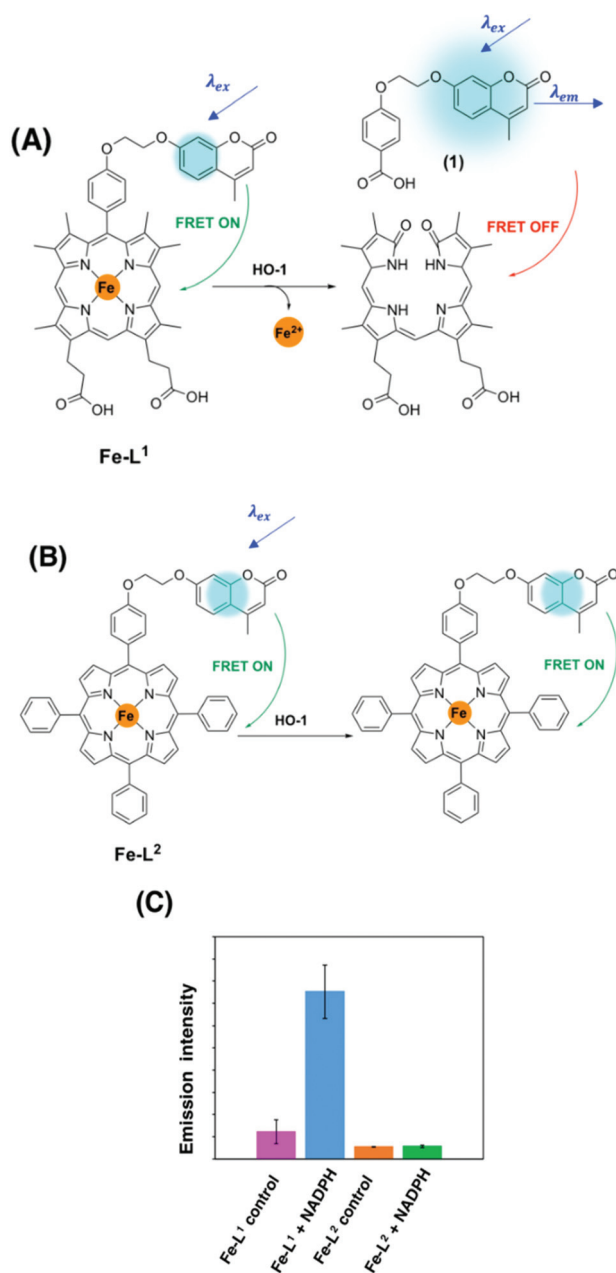 λex
λex
λem
(A)
O
O
O
O
O
O
O
O
(1)
O
OH
FRET ON
FRET OFF
O
O
N
N
Fe
N
N
HO-1
Fe2+
NH
HN
NH
N
O
OH
O
OH
O
OH
O
OH
Fe-L1
(B)
λex
O
O
O
O
O
O
O
O
FRET ON
FRET ON
N
N
Fe
N
N
HO-1
N
N
Fe
N
N
Fe-L2
(C)
Emission intensity
Fe-L1 control
Fe-L1 + NADPH
Fe-L2 control
Fe-L2 + NADPH